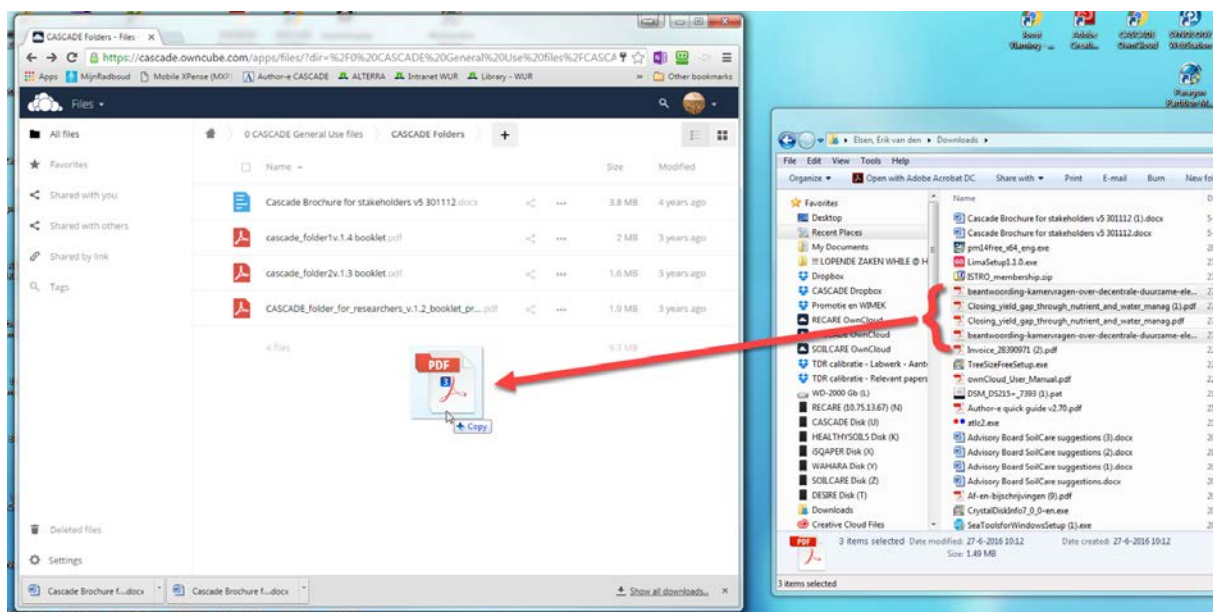 CASCADE Folders - Files -
https://cascade.owncube.com/apps/files/?dir=%2F0%20CASCADE%20General%20Use%20files%2FCASCA
Apps MijnRadboud Mobile XPense (MXP) Author-e CASCADE ALTERRA Intranet WUR Library - WUR » Other bookmarks
Files
All files
Favorites
Shared with you
Shared with others
Shared by link
Tags
0 CASCADE General Use files CASCADE Folders +
Name Size Modified
Cascade Brochure for stakeholders v5 301112.docx 3.8 MB 4 years ago
cascade_folder1v.1.4 booklet.pdf 2 MB 3 years ago
cascade_folder2v.1.3 booklet.pdf 1.6 MB 3 years ago
CASCADE_folder_for_researchers_v.1.2_booklet_pr... .pdf 1.9 MB 3 years ago
4 files 9.3 MB
PDF
3
Copy
Deleted files
Settings
Cascade Brochure f....docx Cascade Brochure f....docx Show all downloads...
Adobe
CASCADE
OwnCloud
Paragon
Elsen, Erik van den Downloads
File Edit View Tools Help
Organize Open with Adobe Acrobat DC Share with Print E-mail Burn New fol
Favorites
Desktop
Recent Places
My Documents
!!! LOPENDE ZAKEN WHILE @ H
Dropbox
CASCADE Dropbox
Promotie en WIMEK
RECARE OwnCloud
CASCADE OwnCloud
SOILCARE OwnCloud
TDR calibratie - Labwerk - Aant
TDR calibratie - Relevant papers
WD-2000 Gb (L)
RECARE (10.75.13.67) (N)
CASCADE Disk (U)
HEALTHYSOILS Disk (K)
iSQAPER Disk (X)
WAHARA Disk (Y)
SOILCARE Disk (Z)
DESIRE Disk (T)
Downloads
Creative Cloud Files
Name
Cascade Brochure for stakeholders v5 301112 (1).docx
Cascade Brochure for stakeholders v5 301112.docx
pm14free_x64_eng.exe
LimaSetup1.1.0.exe
ISTRO_membership.zip
beantwoording-kamervragen-over-decentrale-duurzame-ele...
Closing_yield_gap_through_nutrient_and_water_manag (1).pdf
Closing_yield_gap_through_nutrient_and_water_manag.pdf
beantwoording-kamervragen-over-decentrale-duurzame-ele...
Invoice_28390971 (2).pdf
TreeSizeFreeSetup.exe
ownCloud_User_Manual.pdf
DSM_DS215+_7393 (1).pat
Author-e quick guide v2.70.pdf
atlc2.exe
Advisory Board SoilCare suggestions (3).docx
Advisory Board SoilCare suggestions (2).docx
Advisory Board SoilCare suggestions (1).docx
Advisory Board SoilCare suggestions.docx
Af-en-bijschrijvingen (9).pdf
CrystalDiskInfo7_0_0-en.exe
SeaToolsforWindowsSetup (1).exe
PDF
3 items selected Date modified: 27-6-2016 10:12 Date created: 27-6-2016 10:12
Size: 1.49 MB
3 items selected